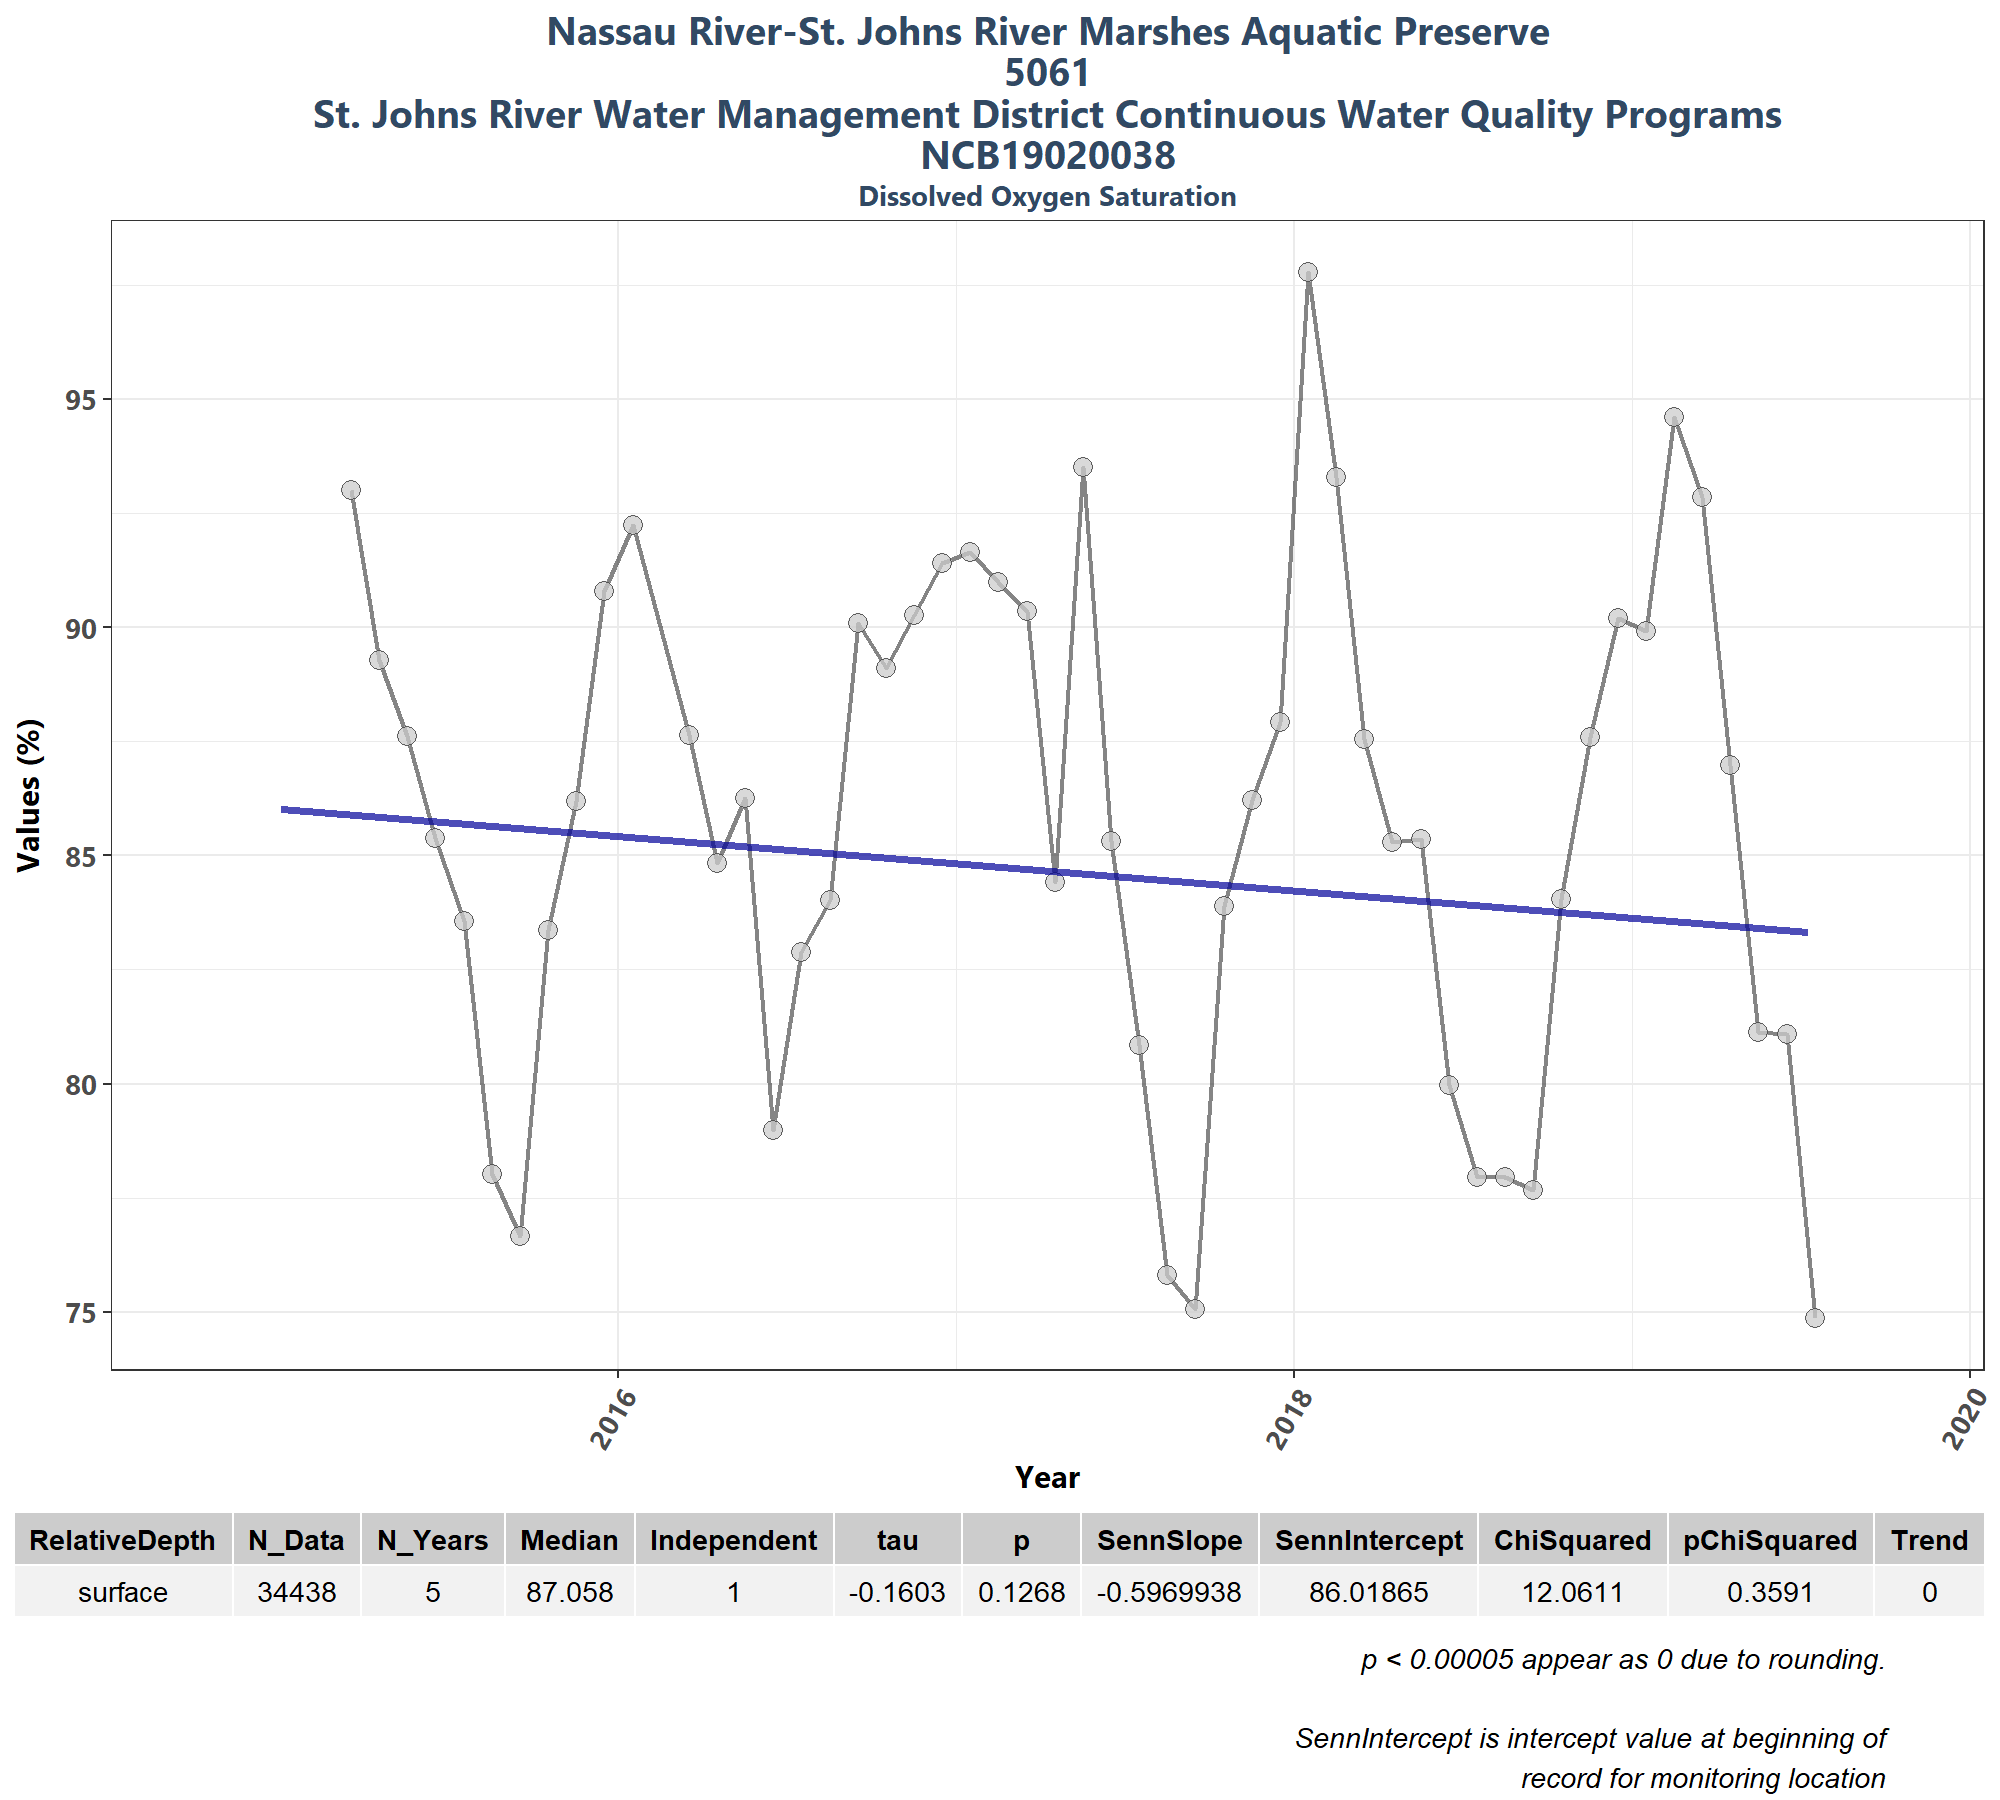 Nassau River-St. Johns River Marshes Aquatic Preserve
5061
St. Johns River Water Management District Continuous Water Quality Programs
NCB19020038
Dissolved Oxygen Saturation
Values (%)
95
90
85
80
75
2016
2018
2020
Year
RelativeDepth N_Data N_Years Median Independent tau p SennSlope SennIntercept ChiSquared pChiSquared Trend
surface 34438 5 87.058 1 -0.1603 0.1268 -0.5969938 86.01865 12.0611 0.3591 0
p < 0.00005 appear as 0 due to rounding.
SennIntercept is intercept value at beginning of
record for monitoring location